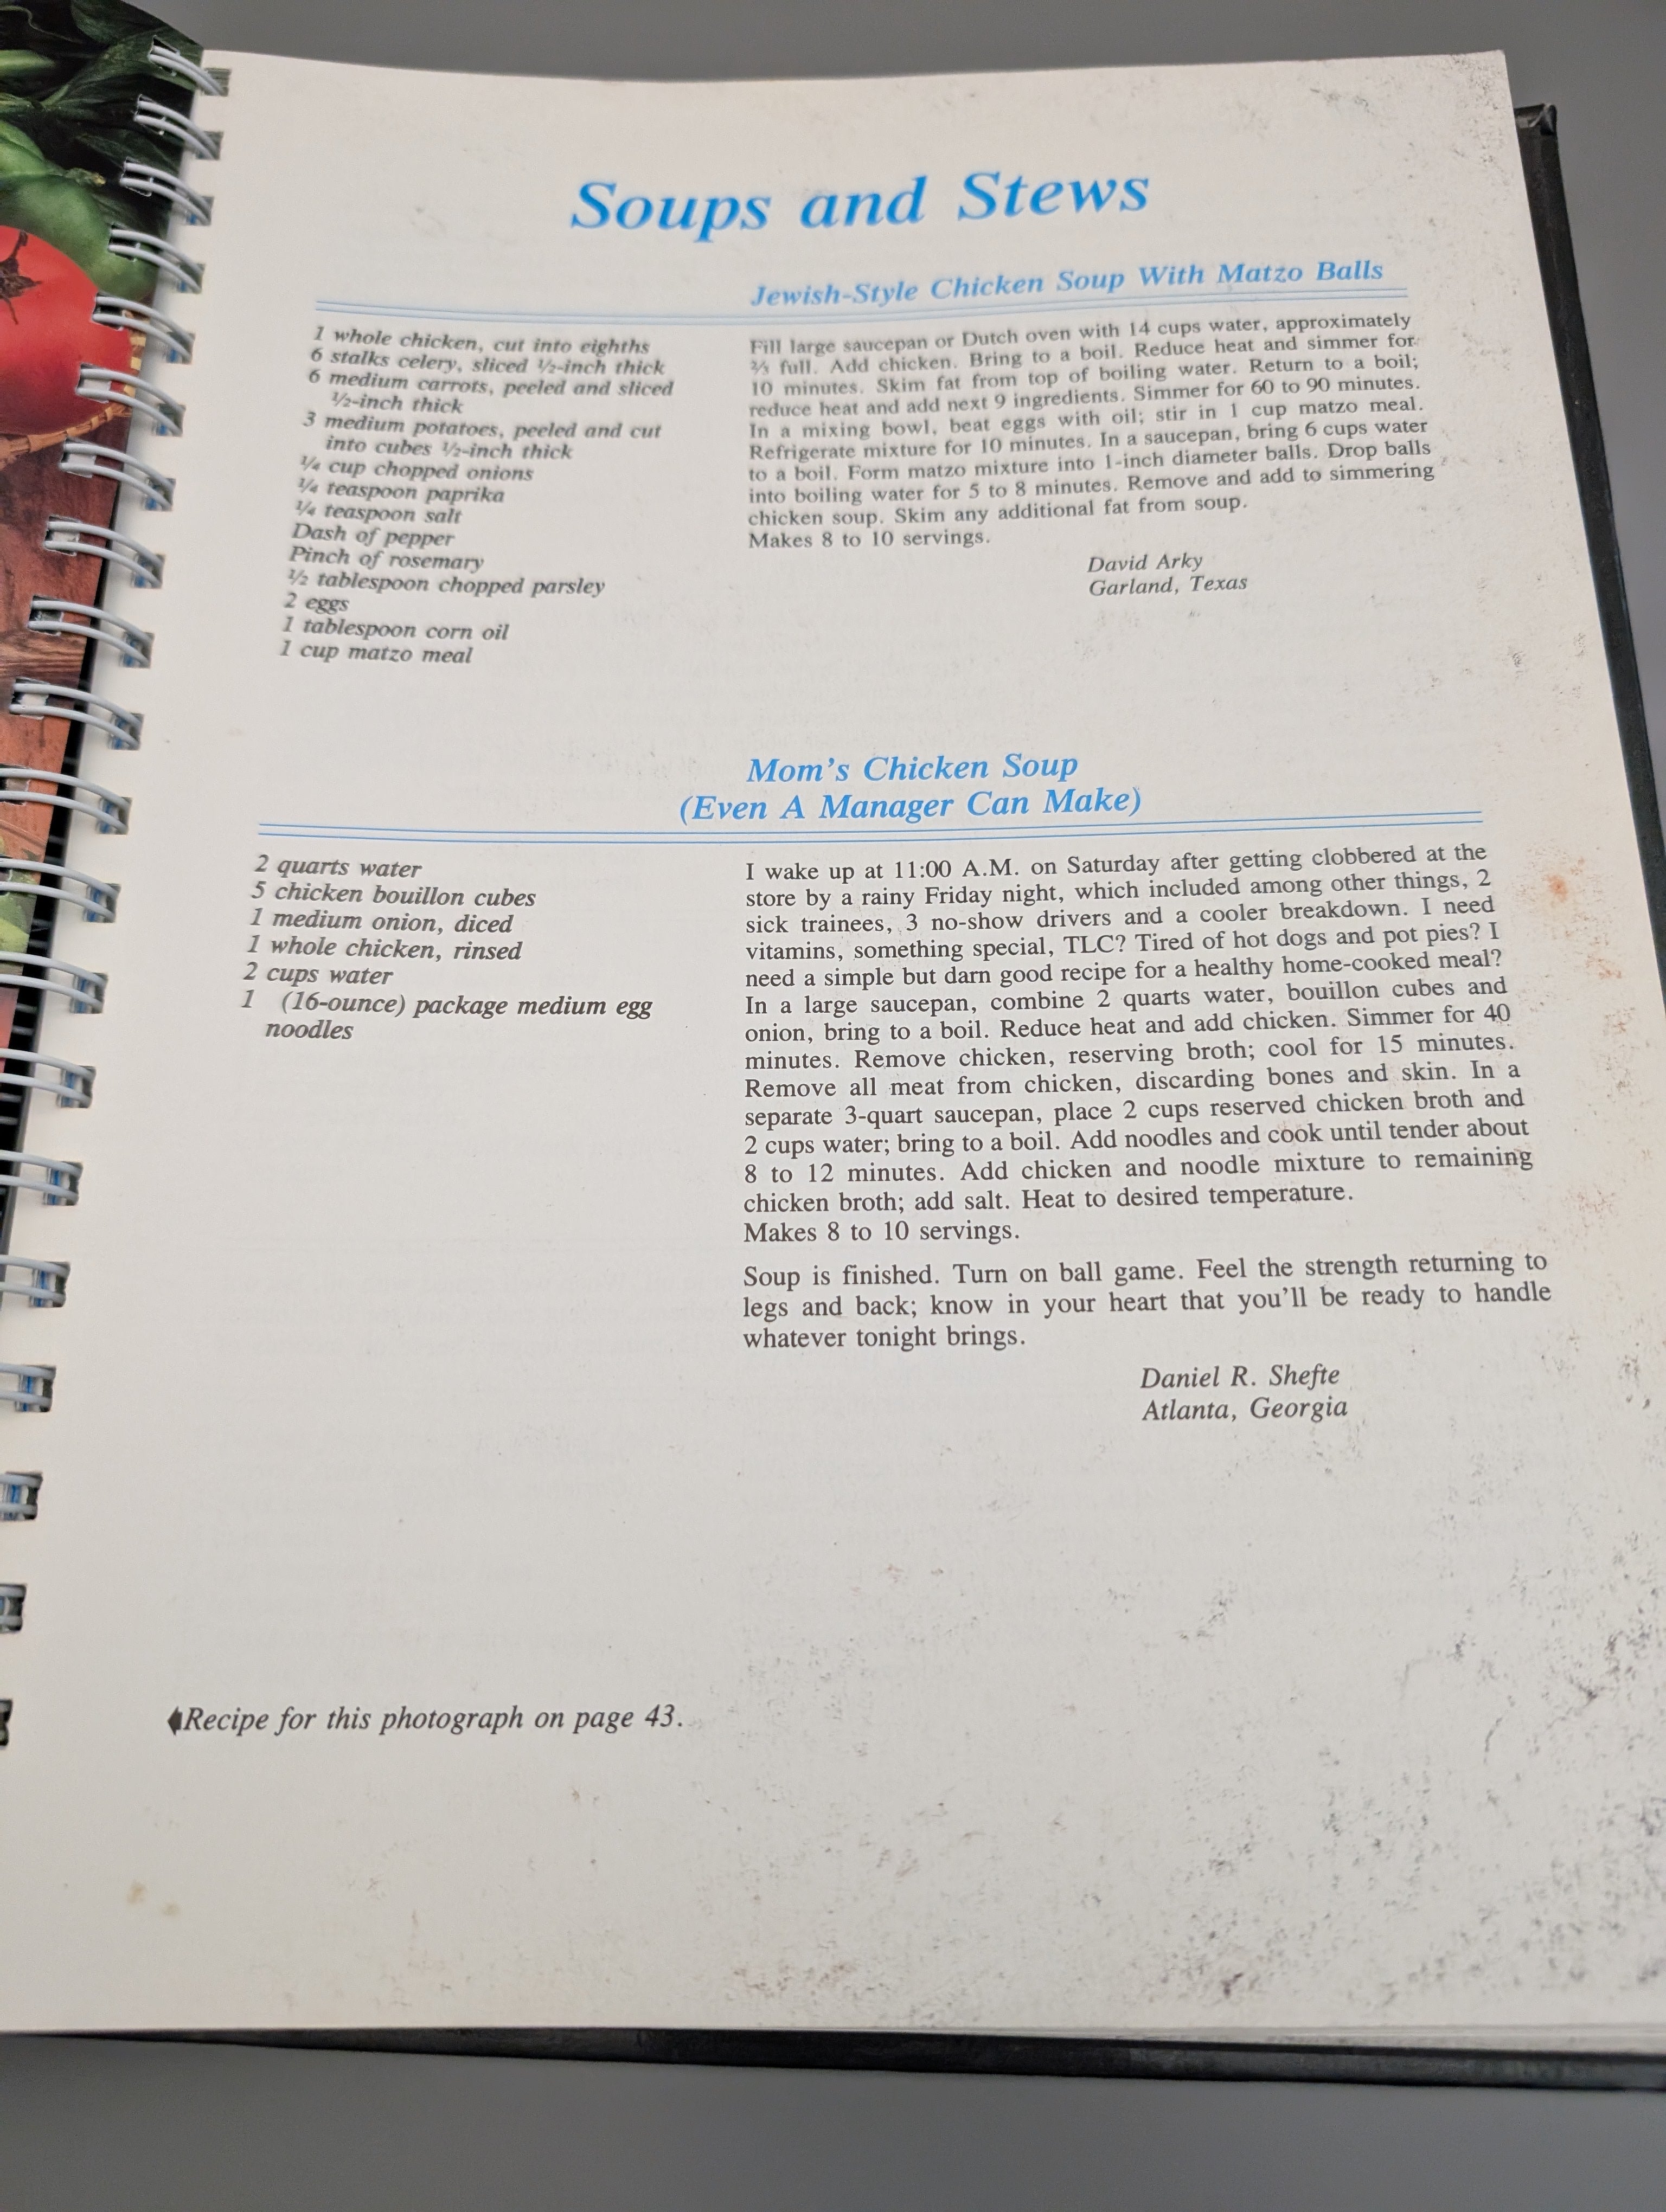 Soups and Stews
Jewish-Style Chicken Soup With Matzo Balls
1 whole chicken, cut into eighths
6 stalks celery, sliced ½-inch thick
6 medium carrots, peeled and sliced
½-inch thick
3 medium potatoes, peeled and cut
into cubes ½-inch thick
¼ cup chopped onions
¼ teaspoon paprika
¼ teaspoon salt
Dash of pepper
Pinch of rosemary
½ tablespoon chopped parsley
2 eggs
1 tablespoon corn oil
1 cup matzo meal
Fill large saucepan or Dutch oven with 14 cups water, approximately
⅔ full. Add chicken. Bring to a boil. Reduce heat and simmer for
10 minutes. Skim fat from top of boiling water. Return to a boil;
reduce heat and add next 9 ingredients. Simmer for 60 to 90 minutes.
In a mixing bowl, beat eggs with oil; stir in 1 cup matzo meal.
Refrigerate mixture for 10 minutes. In a saucepan, bring 6 cups water
to a boil. Form matzo mixture into 1-inch diameter balls. Drop balls
into boiling water for 5 to 8 minutes. Remove and add to simmering
chicken soup. Skim any additional fat from soup.
Makes 8 to 10 servings.
David Arky
Garland, Texas
Mom's Chicken Soup
(Even A Manager Can Make)
2 quarts water
5 chicken bouillon cubes
1 medium onion, diced
1 whole chicken, rinsed
2 cups water
1 (16-ounce) package medium egg
noodles
I wake up at 11:00 A.M. on Saturday after getting clobbered at the
store by a rainy Friday night, which included among other things, 2
sick trainees, 3 no-show drivers and a cooler breakdown. I need
vitamins, something special, TLC? Tired of hot dogs and pot pies? I
need a simple but darn good recipe for a healthy home-cooked meal?
In a large saucepan, combine 2 quarts water, bouillon cubes and
onion, bring to a boil. Reduce heat and add chicken. Simmer for 40
minutes. Remove chicken, reserving broth; cool for 15 minutes.
Remove all meat from chicken, discarding bones and skin. In a
separate 3-quart saucepan, place 2 cups reserved chicken broth and
2 cups water; bring to a boil. Add noodles and cook until tender about
8 to 12 minutes. Add chicken and noodle mixture to remaining
chicken broth; add salt. Heat to desired temperature.
Makes 8 to 10 servings.
Soup is finished. Turn on ball game. Feel the strength returning to
legs and back; know in your heart that you'll be ready to handle
whatever tonight brings.
Daniel R. Shefte
Atlanta, Georgia
Recipe for this photograph on page 43.